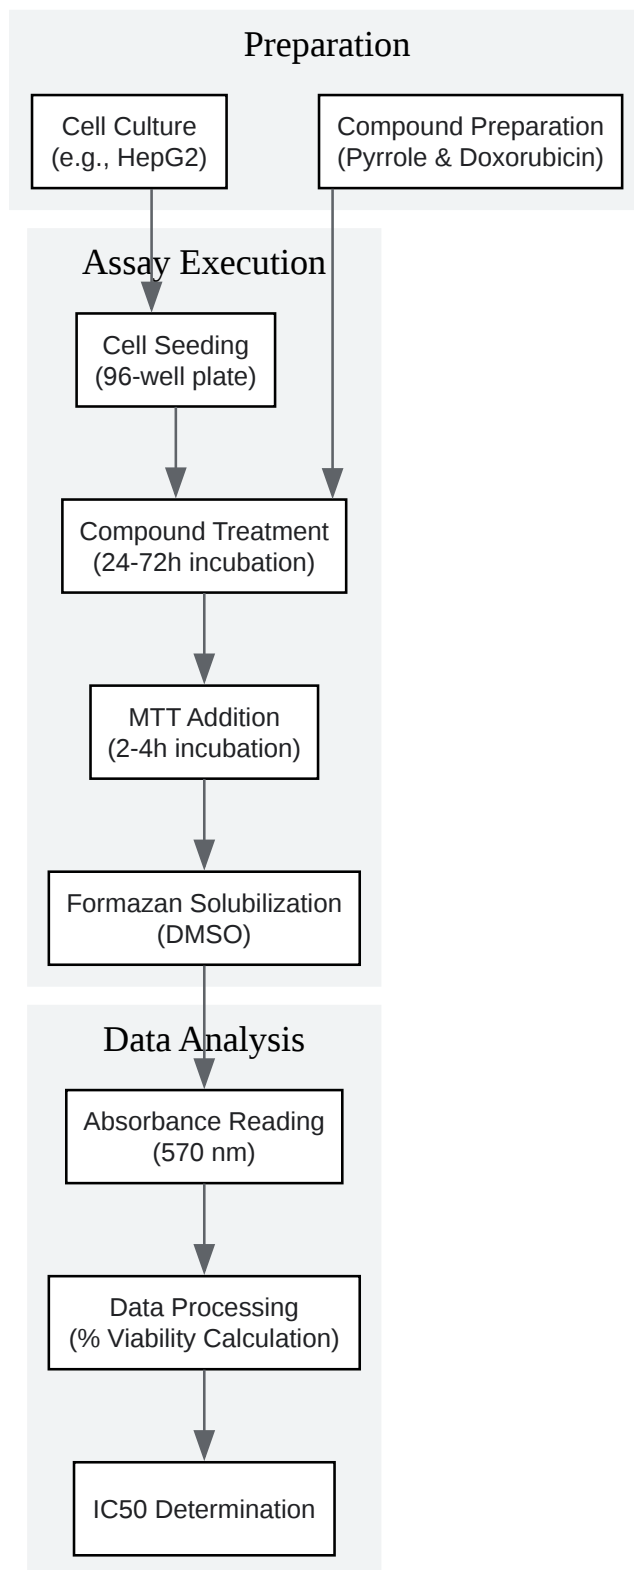 Preparation
Cell Culture
(e.g., HepG2)
Compound Preparation
(Pyrrole & Doxorubicin)
Assay Execution
Cell Seeding
(96-well plate)
Compound Treatment
(24-72h incubation)
MTT Addition
(2-4h incubation)
Formazan Solubilization
(DMSO)
Data Analysis
Absorbance Reading
(570 nm)
Data Processing
(% Viability Calculation)
IC50 Determination